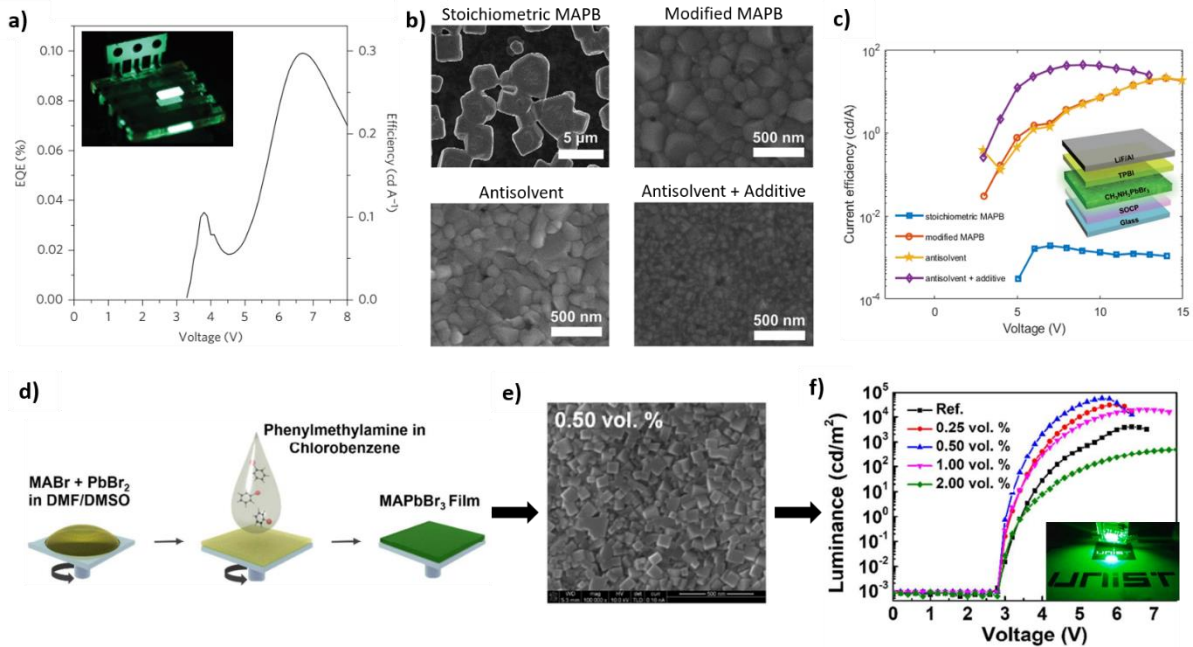 a)
0.10
0.08
0.06
0.04
0.02
0.00
EQE (%)
0.3
0.2
0.1
0.0
Efficiency (cd A⁻¹)
0 1 2 3 4 5 6 7 8
Voltage (V)
b)
Stoichiometric MAPB
Modified MAPB
5 µm
500 nm
Antisolvent
Antisolvent + Additive
500 nm
500 nm
c)
10²
10⁰
10⁻²
10⁻⁴
Current efficiency (cd/A)
LiF/Al
TPBI
CH₃NH₃PbBr₃
SOCP
Glass
stoichiometric MAPB
modified MAPB
antisolvent
antisolvent + additive
0 5 10 15
Voltage (V)
d)
MABr + PbBr₂
in DMF/DMSO
Phenylmethylamine in
Chlorobenzene
MAPbBr₃ Film
e)
0.50 vol. %
500 nm
f)
10⁵
10⁴
10³
10²
10¹
10⁰
10⁻¹
10⁻²
10⁻³
Luminance (cd/m²)
Ref.
0.25 vol. %
0.50 vol. %
1.00 vol. %
2.00 vol. %
UNIST
0 1 2 3 4 5 6 7
Voltage (V)